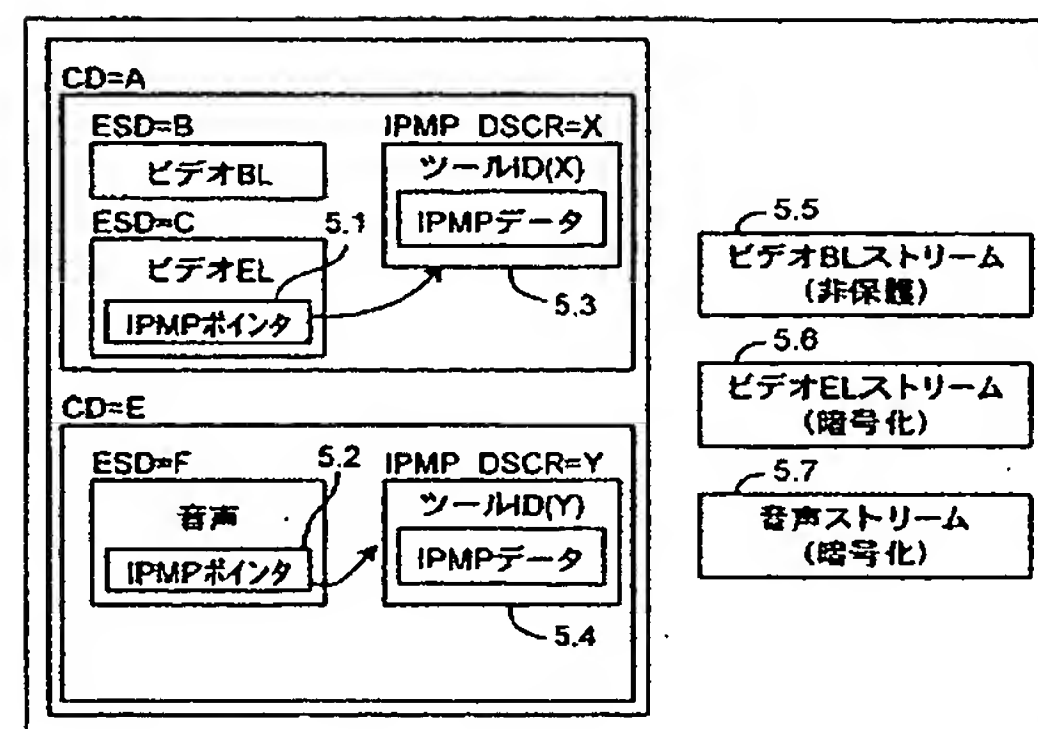 CD=A
ESD=B
ビデオBL
ESD=C
5.1
ビデオEL
IPMPポインタ
IPMP DSCR=X
ツールID(X)
IPMPデータ
5.3
CD=E
ESD=F
5.2
音声
IPMPポインタ
IPMP DSCR=Y
ツールID(Y)
IPMPデータ
5.4
5.5
ビデオBLストリーム
(非保護)
5.6
ビデオELストリーム
(暗号化)
5.7
音声ストリーム
(暗号化)